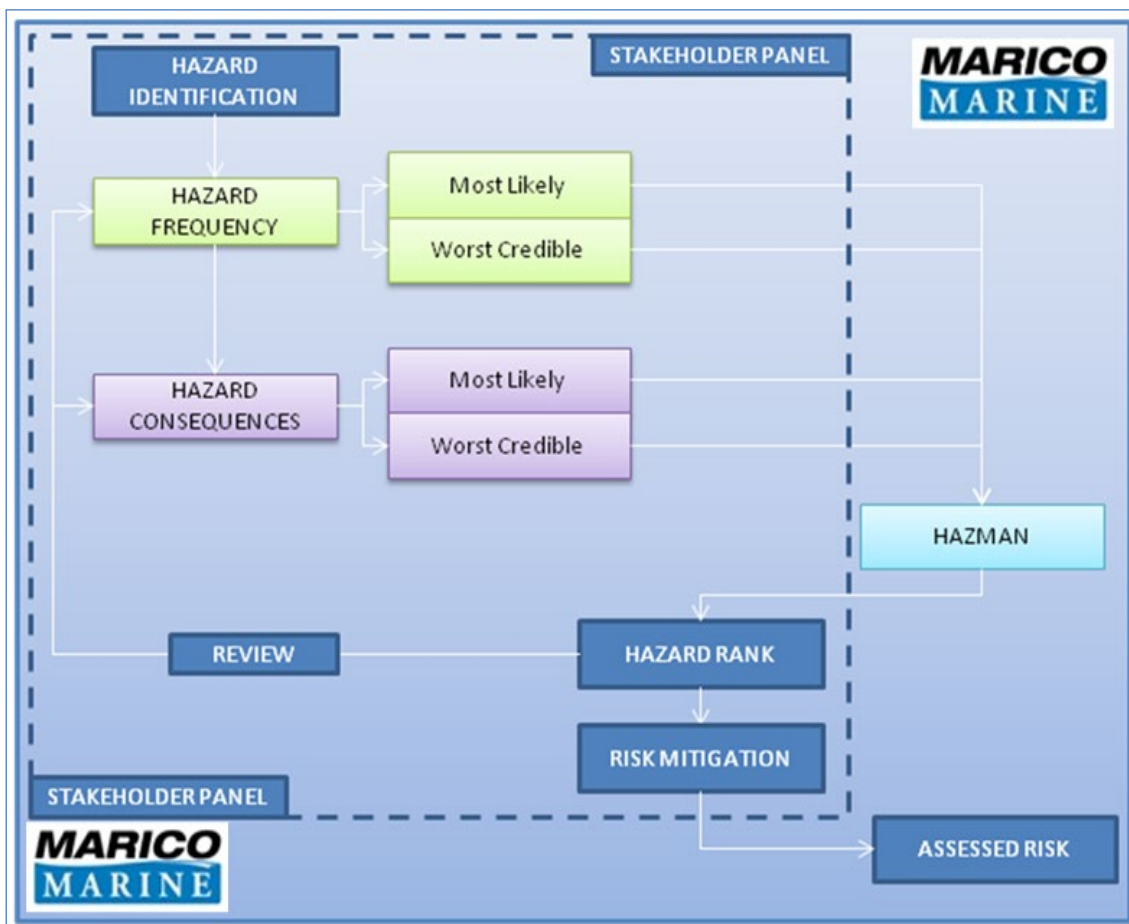 HAZARD
IDENTIFICATION
STAKEHOLDER PANEL
MARICO
MARINE
HAZARD
FREQUENCY
Most Likely
Worst Credible
HAZARD
CONSEQUENCES
Most Likely
Worst Credible
HAZMAN
REVIEW
HAZARD RANK
RISK MITIGATION
STAKEHOLDER PANEL
MARICO
MARINE
ASSESSED RISK